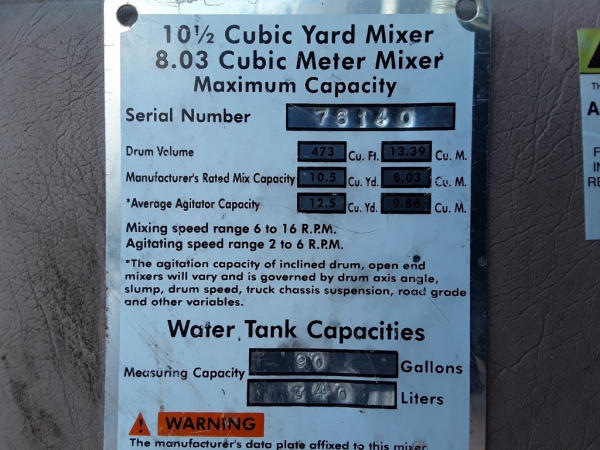 10½ Cubic Yard Mixer
8.03 Cubic Meter Mixer
Maximum Capacity
Serial Number 76140
Drum Volume 473 Cu. Ft. 13.39 Cu. M.
Manufacturer's Rated Mix Capacity 10.5 Cu. Yd. 8.03 Cu. M.
*Average Agitator Capacity 12.5 Cu. Yd. 9.56 Cu. M.
Mixing speed range 6 to 16 R.P.M.
Agitating speed range 2 to 6 R.P.M.
*The agitation capacity of inclined drum, open end
mixers will vary and is governed by drum axis angle,
slump, drum speed, truck chassis suspension, road grade
and other variables.
Water Tank Capacities
Measuring Capacity 90 Gallons
340 Liters
WARNING
The manufacturer's data plate affixed to this mixer